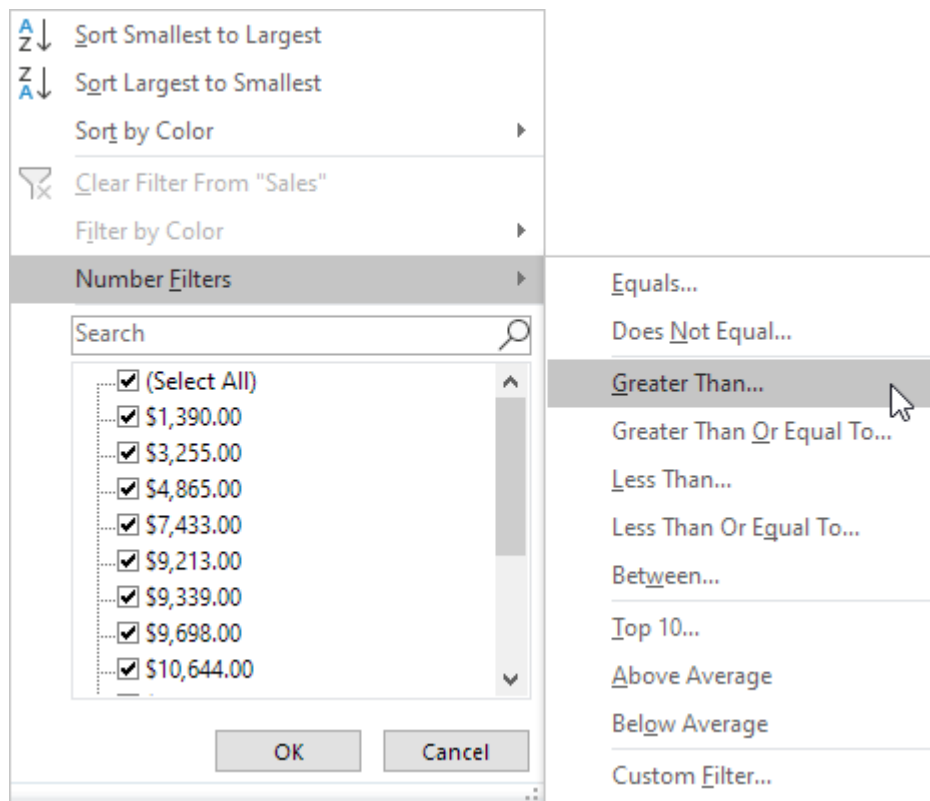 Sort Smallest to Largest
Sort Largest to Smallest
Sort by Color
Clear Filter From "Sales"
Filter by Color
Number Filters
Search
(Select All)
$1,390.00
$3,255.00
$4,865.00
$7,433.00
$9,213.00
$9,339.00
$9,698.00
$10,644.00
OK
Cancel
Equals...
Does Not Equal...
Greater Than...
Greater Than Or Equal To...
Less Than...
Less Than Or Equal To...
Between...
Top 10...
Above Average
Below Average
Custom Filter...